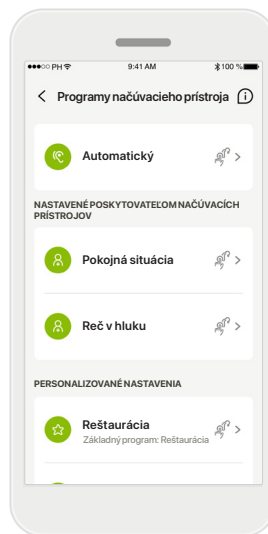 PH 9:41 AM 100 %
Programy načúvacieho prístroja
Automatický
NASTAVENÉ POSKYTOVATEĽOM NAČÚVACÍCH
PRÍSTROJOV
Pokojná situácia
Reč v hluku
PERSONALIZOVANÉ NASTAVENIA
Reštaurácia
Základný program: Reštaurácia